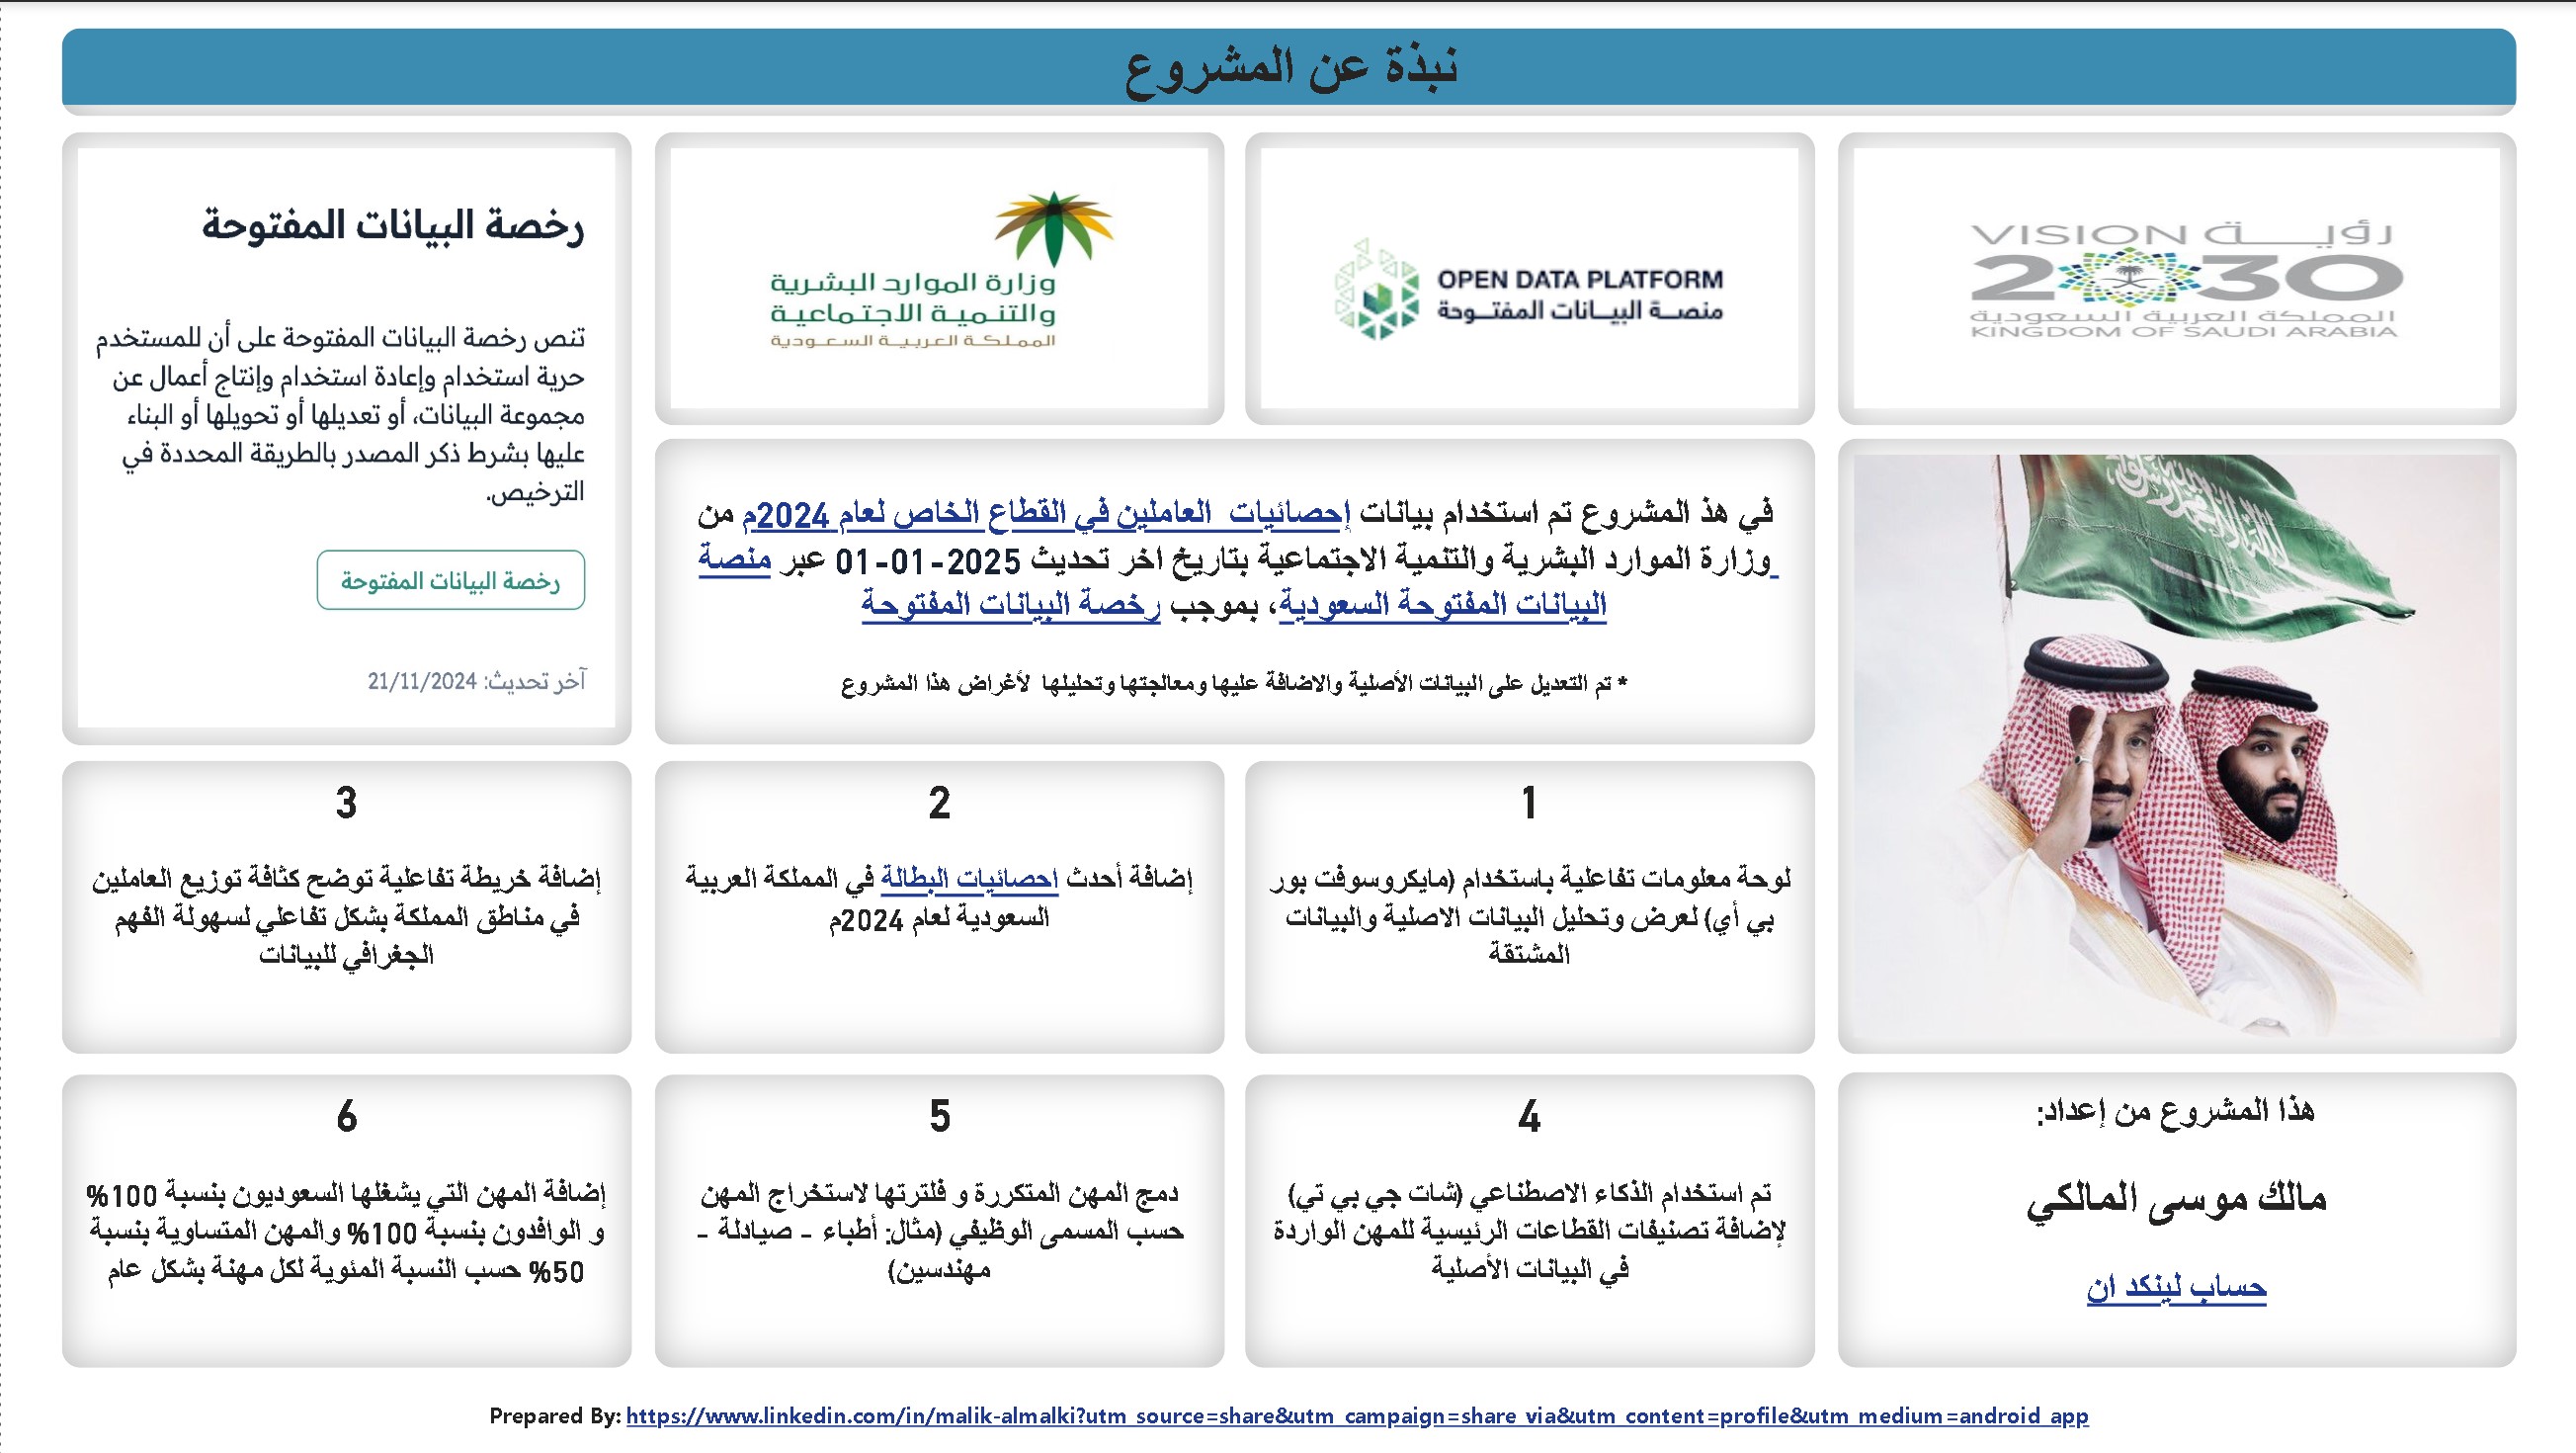 نبذة عن المشروع
VISION رؤيـــة
2030
المملكة العربية السعودية
KINGDOM OF SAUDI ARABIA
OPEN DATA PLATFORM
منصة البيانات المفتوحة
وزارة الموارد البشرية
والتنمية الاجتماعية
المملكة العربية السعودية
رخصة البيانات المفتوحة
تنص رخصة البيانات المفتوحة على أن للمستخدم
حرية استخدام وإعادة استخدام وإنتاج أعمال عن
مجموعة البيانات، أو تعديلها أو تحويلها أو البناء
عليها بشرط ذكر المصدر بالطريقة المحددة في
الترخيص.
رخصة البيانات المفتوحة
آخر تحديث: 21/11/2024
في هذ المشروع تم استخدام بيانات إحصائيات العاملين في القطاع الخاص لعام 2024م من
وزارة الموارد البشرية والتنمية الاجتماعية بتاريخ اخر تحديث 2025-01-01 عبر منصة
البيانات المفتوحة السعودية، بموجب رخصة البيانات المفتوحة
* تم التعديل على البيانات الأصلية والاضافة عليها ومعالجتها وتحليلها لأغراض هذا المشروع
1
لوحة معلومات تفاعلية باستخدام (مايكروسوفت بور
بي أي) لعرض وتحليل البيانات الاصلية والبيانات
المشتقة
2
إضافة أحدث احصائيات البطالة في المملكة العربية
السعودية لعام 2024م
3
إضافة خريطة تفاعلية توضح كثافة توزيع العاملين
في مناطق المملكة بشكل تفاعلي لسهولة الفهم
الجغرافي للبيانات
هذا المشروع من إعداد:
مالك موسى المالكي
حساب لينكد ان
4
تم استخدام الذكاء الاصطناعي (شات جي بي تي)
لإضافة تصنيفات القطاعات الرئيسية للمهن الواردة
في البيانات الأصلية
5
دمج المهن المتكررة و فلترتها لاستخراج المهن
حسب المسمى الوظيفي (مثال: أطباء - صيادلة -
مهندسين)
6
إضافة المهن التي يشغلها السعوديون بنسبة 100%
و الوافدون بنسبة 100% والمهن المتساوية بنسبة
50% حسب النسبة المئوية لكل مهنة بشكل عام
Prepared By: https://www.linkedin.com/in/malik-almalki?utm_source=share&utm_campaign=share_via&utm_content=profile&utm_medium=android_app